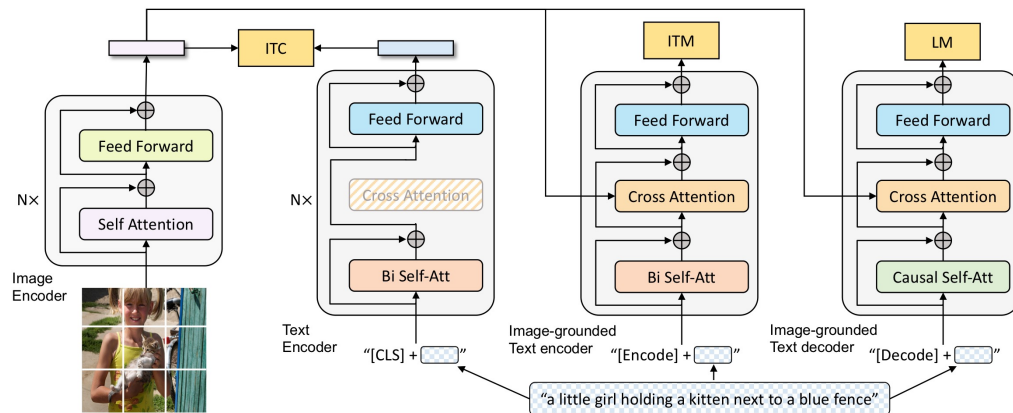 ITC
ITM
LM
Feed Forward
Self Attention
N×
Image
Encoder
Feed Forward
Cross Attention
Bi Self-Att
N×
Text
Encoder
"[CLS] + "
Feed Forward
Cross Attention
Bi Self-Att
Image-grounded
Text encoder
"[Encode] + "
Feed Forward
Cross Attention
Causal Self-Att
Image-grounded
Text decoder
"[Decode] + "
"a little girl holding a kitten next to a blue fence"